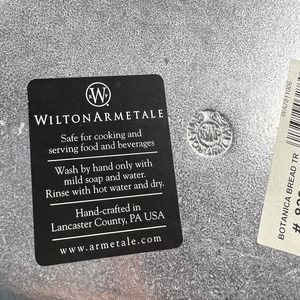 W
WILTONARMETALE
Safe for cooking and
serving food and beverages
Wash by hand only with
mild soap and water.
Rinse with hot water and dry.
Hand-crafted in
Lancaster County, PA USA
www.armetale.com
BOTANICA BREAD TR